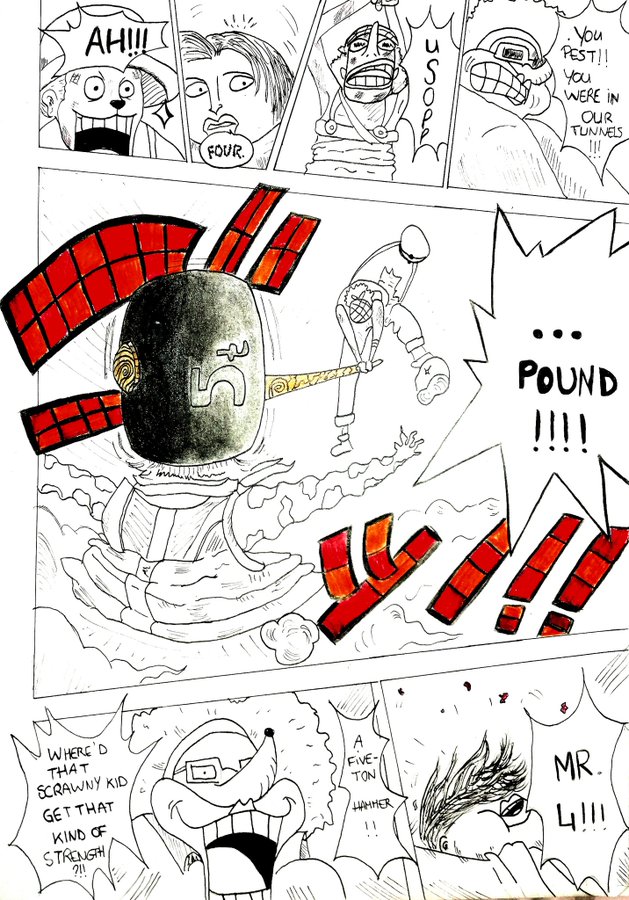 AH!!!
FOUR.
USOPP
YOU
PEST!!
YOU
WERE IN
OUR
TUNNELS
!!!
5t
...
POUND
!!!!
WHERE'D
THAT
SCRAWNY KID
GET THAT
KIND OF
STRENGTH
?!!
A
FIVE-
TON
HAMMER
!!
MR.
4!!!